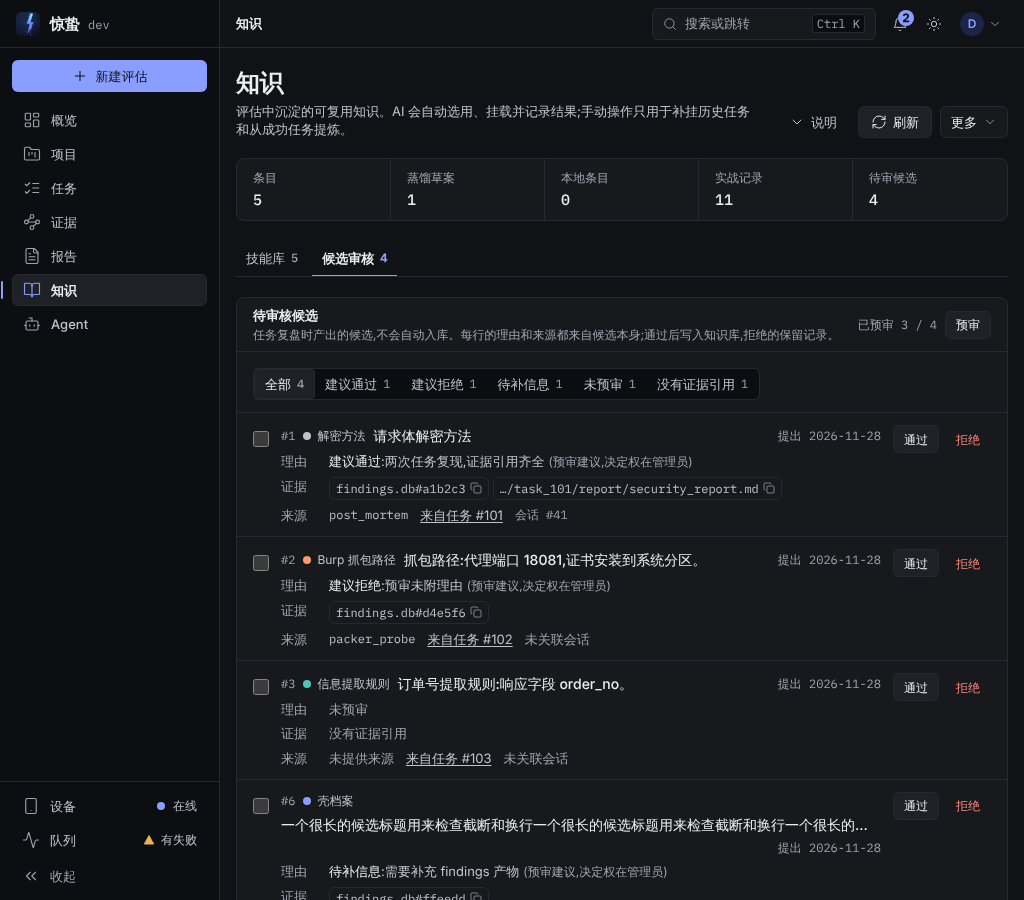 惊蛰 dev
知识
搜索或跳转 Ctrl K
2
D
新建评估
概览
项目
任务
证据
报告
知识
Agent
设备 在线
队列 有失败
收起
知识
评估中沉淀的可复用知识。AI 会自动选用、挂载并记录结果;手动操作只用于补挂历史任务
和从成功任务提炼。
说明
刷新
更多
条目 蒸馏草案 本地条目 实战记录 待审候选
5 1 0 11 4
技能库 5 候选审核 4
待审核候选
任务复盘时产出的候选,不会自动入库。每行的理由和来源都来自候选本身;通过后写入知识库,拒绝的保留记录。
已预审 3 / 4 预审
全部 4 建议通过 1 建议拒绝 1 待补信息 1 未预审 1 没有证据引用 1
#1 解密方法 请求体解密方法 提出 2026-11-28 通过 拒绝
理由 建议通过:两次任务复现,证据引用齐全 (预审建议,决定权在管理员)
证据 findings.db#a1b2c3 …/task_101/report/security_report.md
来源 post_mortem 来自任务 #101 会话 #41
#2 Burp 抓包路径 抓包路径:代理端口 18081,证书安装到系统分区。 提出 2026-11-28 通过 拒绝
理由 建议拒绝:预审未附理由 (预审建议,决定权在管理员)
证据 findings.db#d4e5f6
来源 packer_probe 来自任务 #102 未关联会话
#3 信息提取规则 订单号提取规则:响应字段 order_no。 提出 2026-11-28 通过 拒绝
理由 未预审
证据 没有证据引用
来源 未提供来源 来自任务 #103 未关联会话
#6 壳档案 通过 拒绝
一个很长的候选标题用来检查截断和换行一个很长的候选标题用来检查截断和换行一个很长的…
提出 2026-11-28
理由 待补信息:需要补充 findings 产物 (预审建议,决定权在管理员)
证据 findings.db#ffeedd